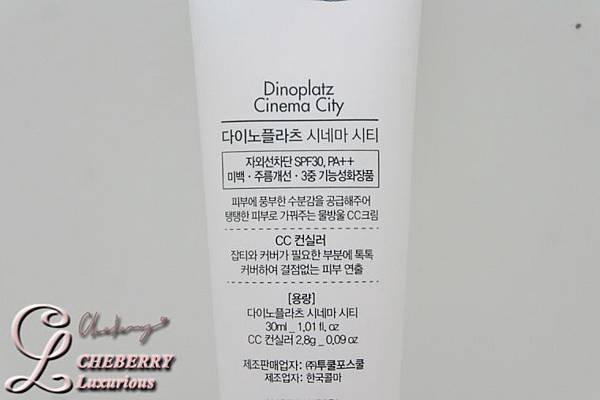 Dinoplatz
Cinema City
다이노플라츠 시네마 시티
자외선차단 SPF30, PA++
미백 · 주름개선 · 3중 기능성화장품
피부에 풍부한 수분감을 공급해주어
탱탱한 피부로 가꿔주는 물방울 CC크림
CC 컨실러
잡티와 커버가 필요한 부분에 톡톡
커버하여 결점없는 피부 연출
[용량]
다이노플라츠 시네마 시티
30ml _ 1.01 fl. oz
CC 컨실러 2.8g _ 0.09 oz
제조판매업자: ㈜투쿨포스쿨
제조업자: 한국콜마
CHEBERRY
Luxurious